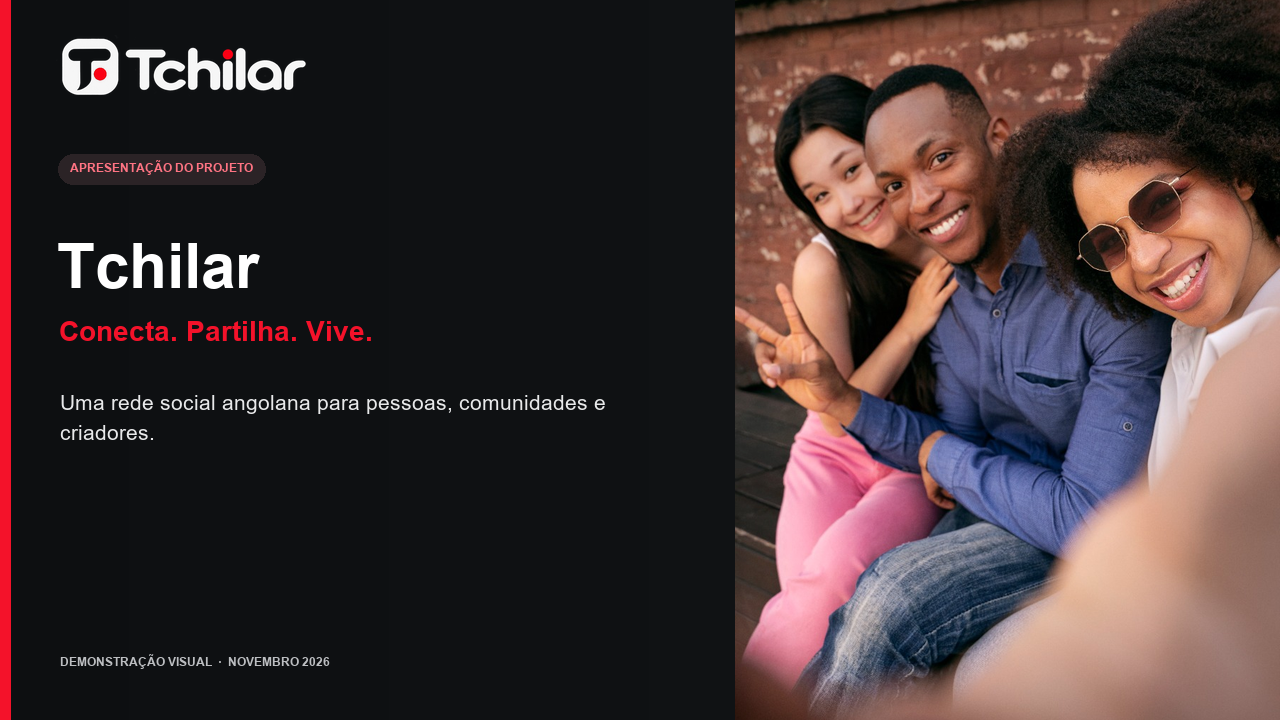 Tchilar
APRESENTAÇÃO DO PROJETO
Tchilar
Conecta. Partilha. Vive.
Uma rede social angolana para pessoas, comunidades e
criadores.
DEMONSTRAÇÃO VISUAL · NOVEMBRO 2026